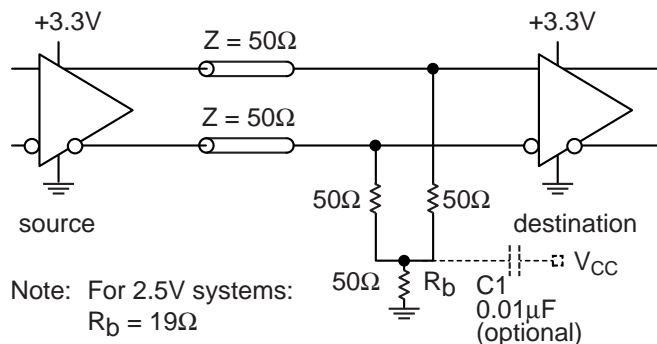 +3.3V
+3.3V
Z = 50Ω
Z = 50Ω
50Ω
50Ω
source
destination
50Ω
Rb
VCC
C1
0.01μF
(optional)
Note: For 2.5V systems:
Rb = 19Ω